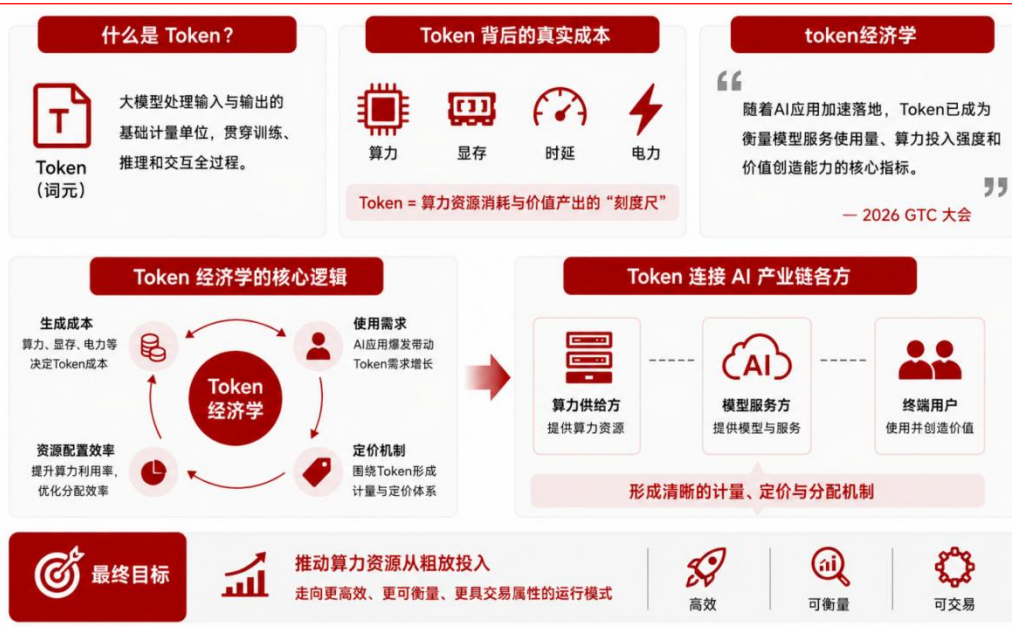 什么是 Token？
T
Token
（词元）
大模型处理输入与输出的
基础计量单位，贯穿训练、
推理和交互全过程。
Token 背后的真实成本
算力
显存
时延
电力
Token = 算力资源消耗与价值产出的“刻度尺”
token经济学
“
随着AI应用加速落地，Token已成为
衡量模型服务使用量、算力投入强度和
价值创造能力的核心指标。
”
— 2026 GTC 大会
Token 经济学的核心逻辑
生成成本
算力、显存、电力等
决定Token成本
使用需求
AI应用爆发带动
Token需求增长
Token
经济学
资源配置效率
提升算力利用率，
优化分配效率
定价机制
围绕Token形成
计量与定价体系
Token 连接 AI 产业链各方
算力供给方
提供算力资源
AI
模型服务方
提供模型与服务
终端用户
使用并创造价值
形成清晰的计量、定价与分配机制
最终目标
推动算力资源从粗放投入
走向更高效、更可衡量、更具交易属性的运行模式
高效
可衡量
可交易